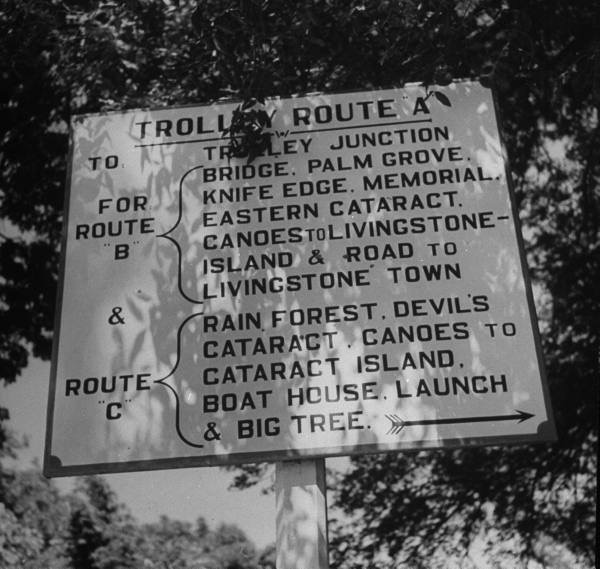 TROLLEY ROUTE "A"
TO. TROLLEY JUNCTION
FOR ROUTE "B" BRIDGE. PALM GROVE.
KNIFE EDGE. MEMORIAL.
EASTERN CATARACT.
CANOES TO LIVINGSTONE-
ISLAND & ROAD TO
LIVINGSTONE TOWN
&
ROUTE "C" RAIN FOREST. DEVIL'S
CATARACT. CANOES TO
CATARACT ISLAND.
BOAT HOUSE. LAUNCH
& BIG TREE.